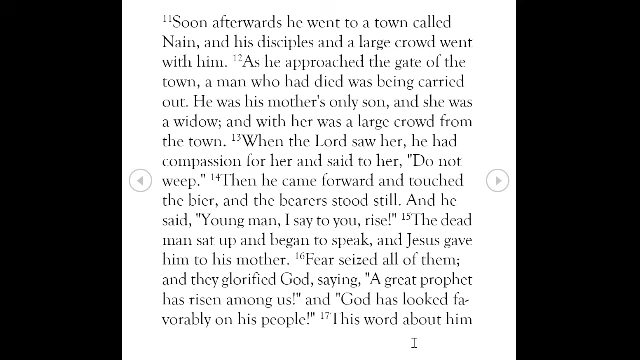 ¹¹Soon afterwards he went to a town called
Nain, and his disciples and a large crowd went
with him. ¹²As he approached the gate of the
town, a man who had died was being carried
out. He was his mother's only son, and she was
a widow; and with her was a large crowd from
the town. ¹³When the Lord saw her, he had
compassion for her and said to her, "Do not
weep." ¹⁴Then he came forward and touched
the bier, and the bearers stood still. And he
said, "Young man, I say to you, rise!" ¹⁵The dead
man sat up and began to speak, and Jesus gave
him to his mother. ¹⁶Fear seized all of them;
and they glorified God, saying, "A great prophet
has risen among us!" and "God has looked fa-
vorably on his people!" ¹⁷This word about him